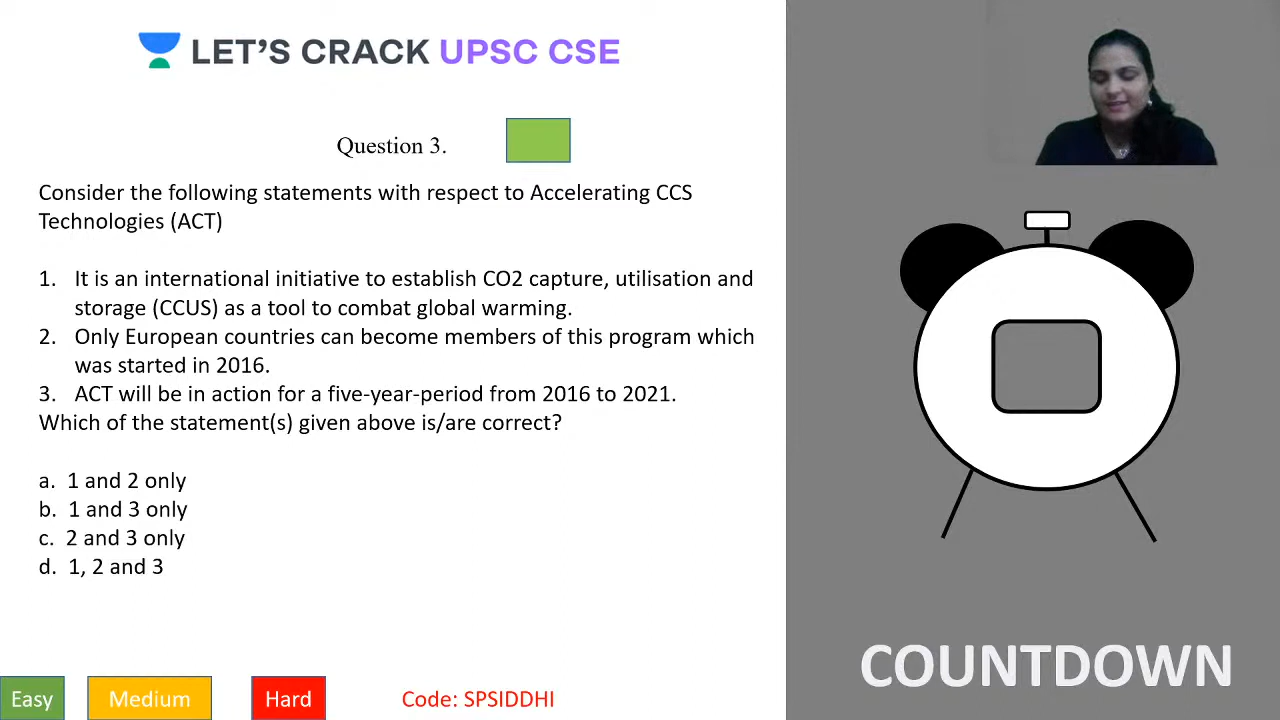 LET'S CRACK UPSC CSE
Question 3.
Consider the following statements with respect to Accelerating CCS
Technologies (ACT)
1. It is an international initiative to establish CO2 capture, utilisation and
storage (CCUS) as a tool to combat global warming.
2. Only European countries can become members of this program which
was started in 2016.
3. ACT will be in action for a five-year-period from 2016 to 2021.
Which of the statement(s) given above is/are correct?
a. 1 and 2 only
b. 1 and 3 only
c. 2 and 3 only
d. 1, 2 and 3
Easy
Medium
Hard
Code: SPSIDDHI
COUNTDOWN